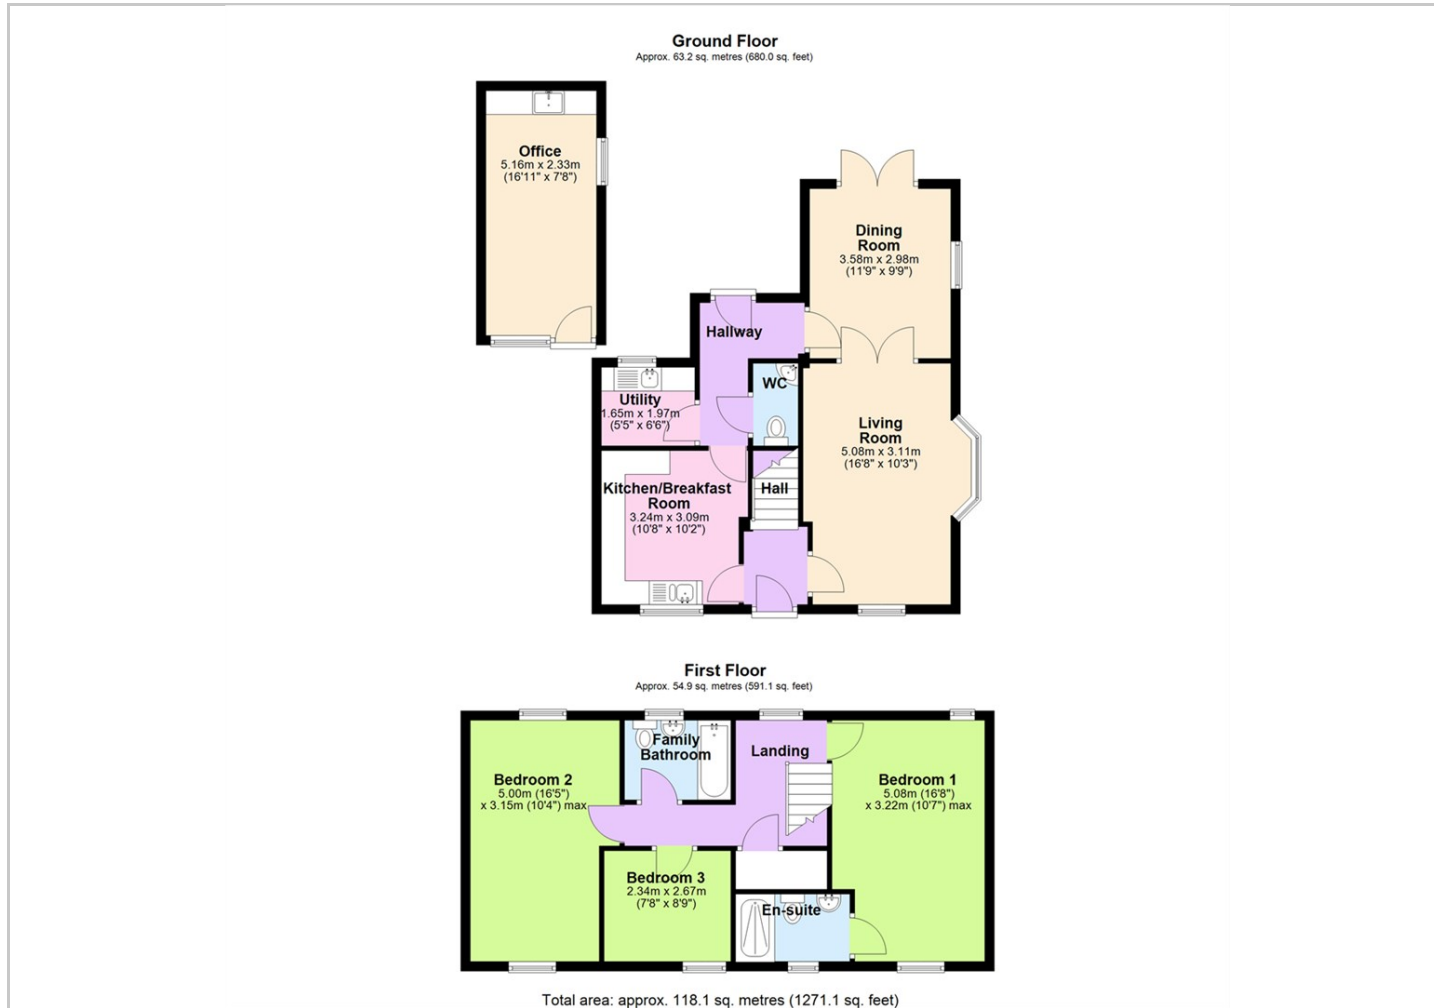 Ground Floor
Approx. 63.2 sq. metres (680.0 sq. feet)
Office
5.16m x 2.33m
(16'11" x 7'8")
Dining
Room
3.58m x 2.98m
(11'9" x 9'9")
Hallway
WC
Utility
1.65m x 1.97m
(5'5" x 6'6")
Living
Room
5.08m x 3.11m
(16'8" x 10'3")
Kitchen/Breakfast
Room
3.24m x 3.09m
(10'8" x 10'2")
Hall
First Floor
Approx. 54.9 sq. metres (591.1 sq. feet)
Family
Bathroom
Landing
Bedroom 2
5.00m (16'5")
x 3.15m (10'4") max
Bedroom 1
5.08m (16'8")
x 3.22m (10'7") max
Bedroom 3
2.34m x 2.67m
(7'8" x 8'9")
En-suite
Total area: approx. 118.1 sq. metres (1271.1 sq. feet)